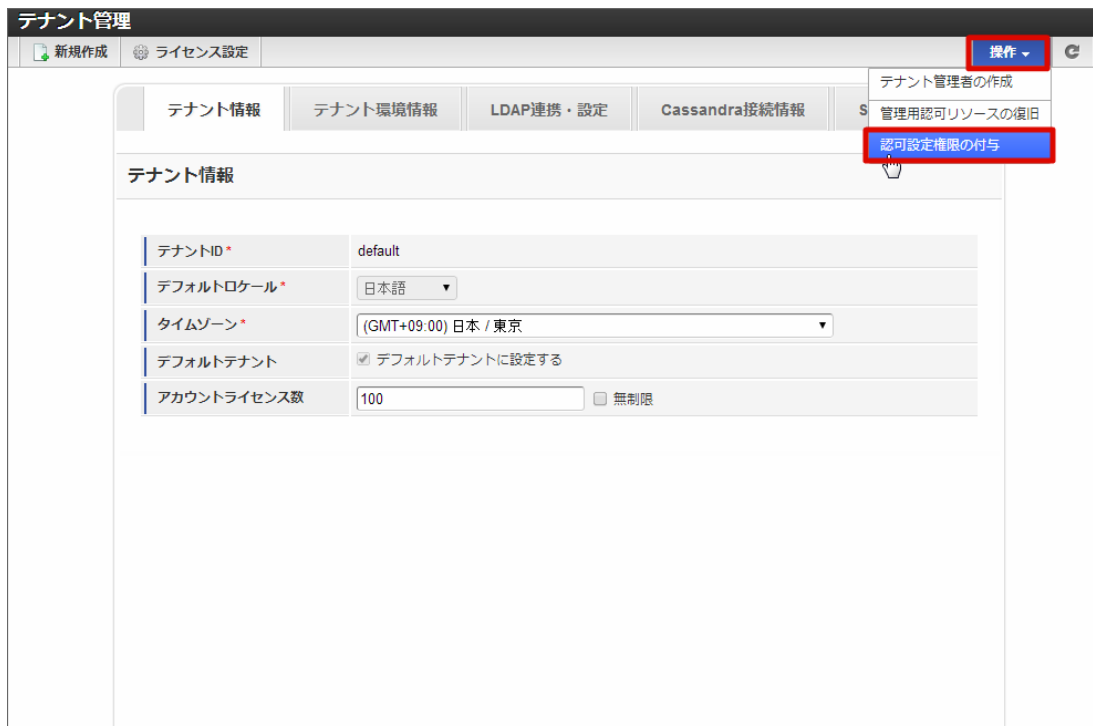 テナント管理
新規作成 ライセンス設定 操作
テナント管理者の作成
管理用認可リソースの復旧
認可設定権限の付与
テナント情報 テナント環境情報 LDAP連携・設定 Cassandra接続情報 S
テナント情報
テナントID * default
デフォルトロケール * 日本語
タイムゾーン * (GMT+09:00) 日本 / 東京
デフォルトテナント デフォルトテナントに設定する
アカウントライセンス数 100 無制限